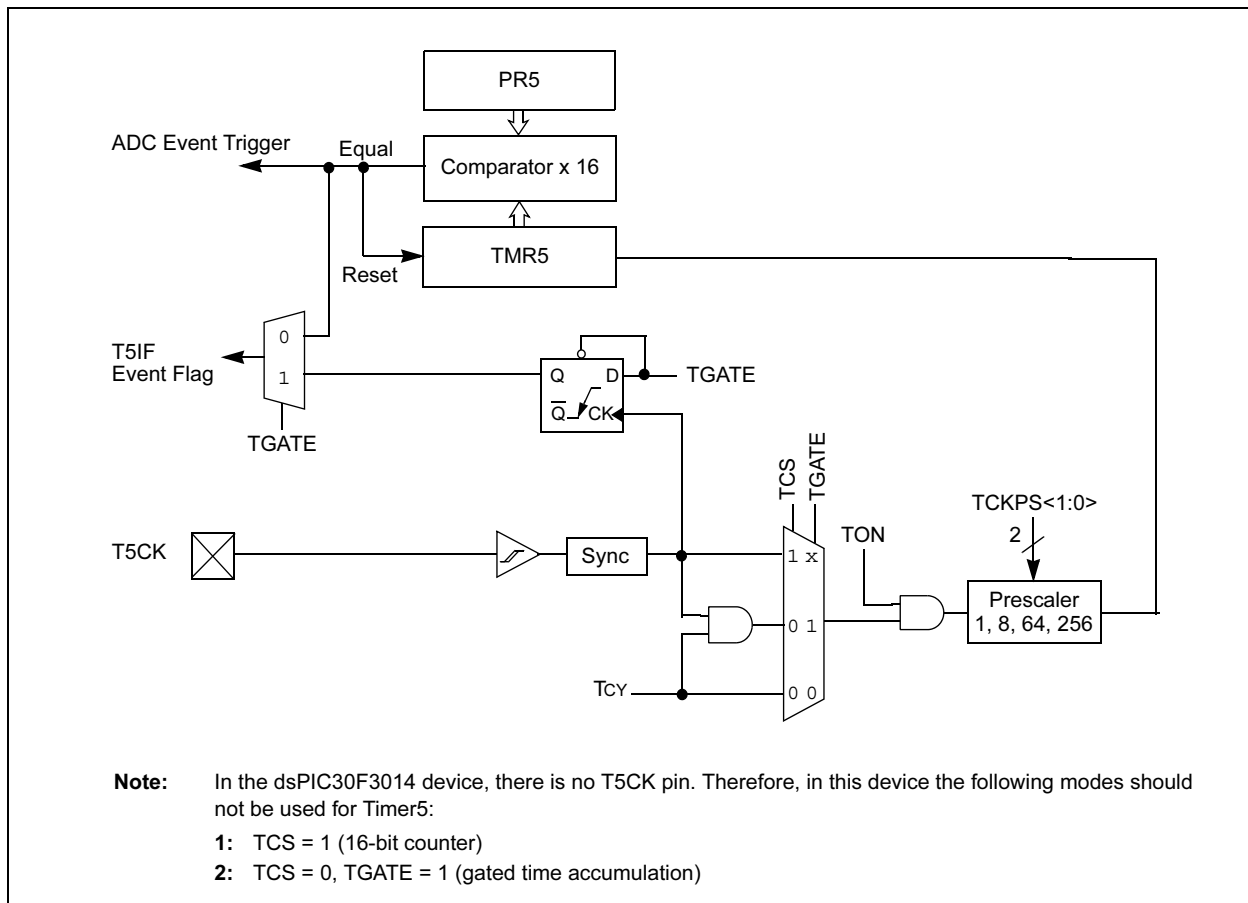 PR5
ADC Event Trigger
Equal
Comparator x 16
TMR5
Reset
0
T5IF
Event Flag
1
Q D
TGATE
Q CK
TGATE
TCS
TGATE
TCKPS<1:0>
2
TON
T5CK
Sync
1 x
Prescaler
1, 8, 64, 256
0 1
TCY
0 0
Note: In the dsPIC30F3014 device, there is no T5CK pin. Therefore, in this device the following modes should
not be used for Timer5:
1: TCS = 1 (16-bit counter)
2: TCS = 0, TGATE = 1 (gated time accumulation)